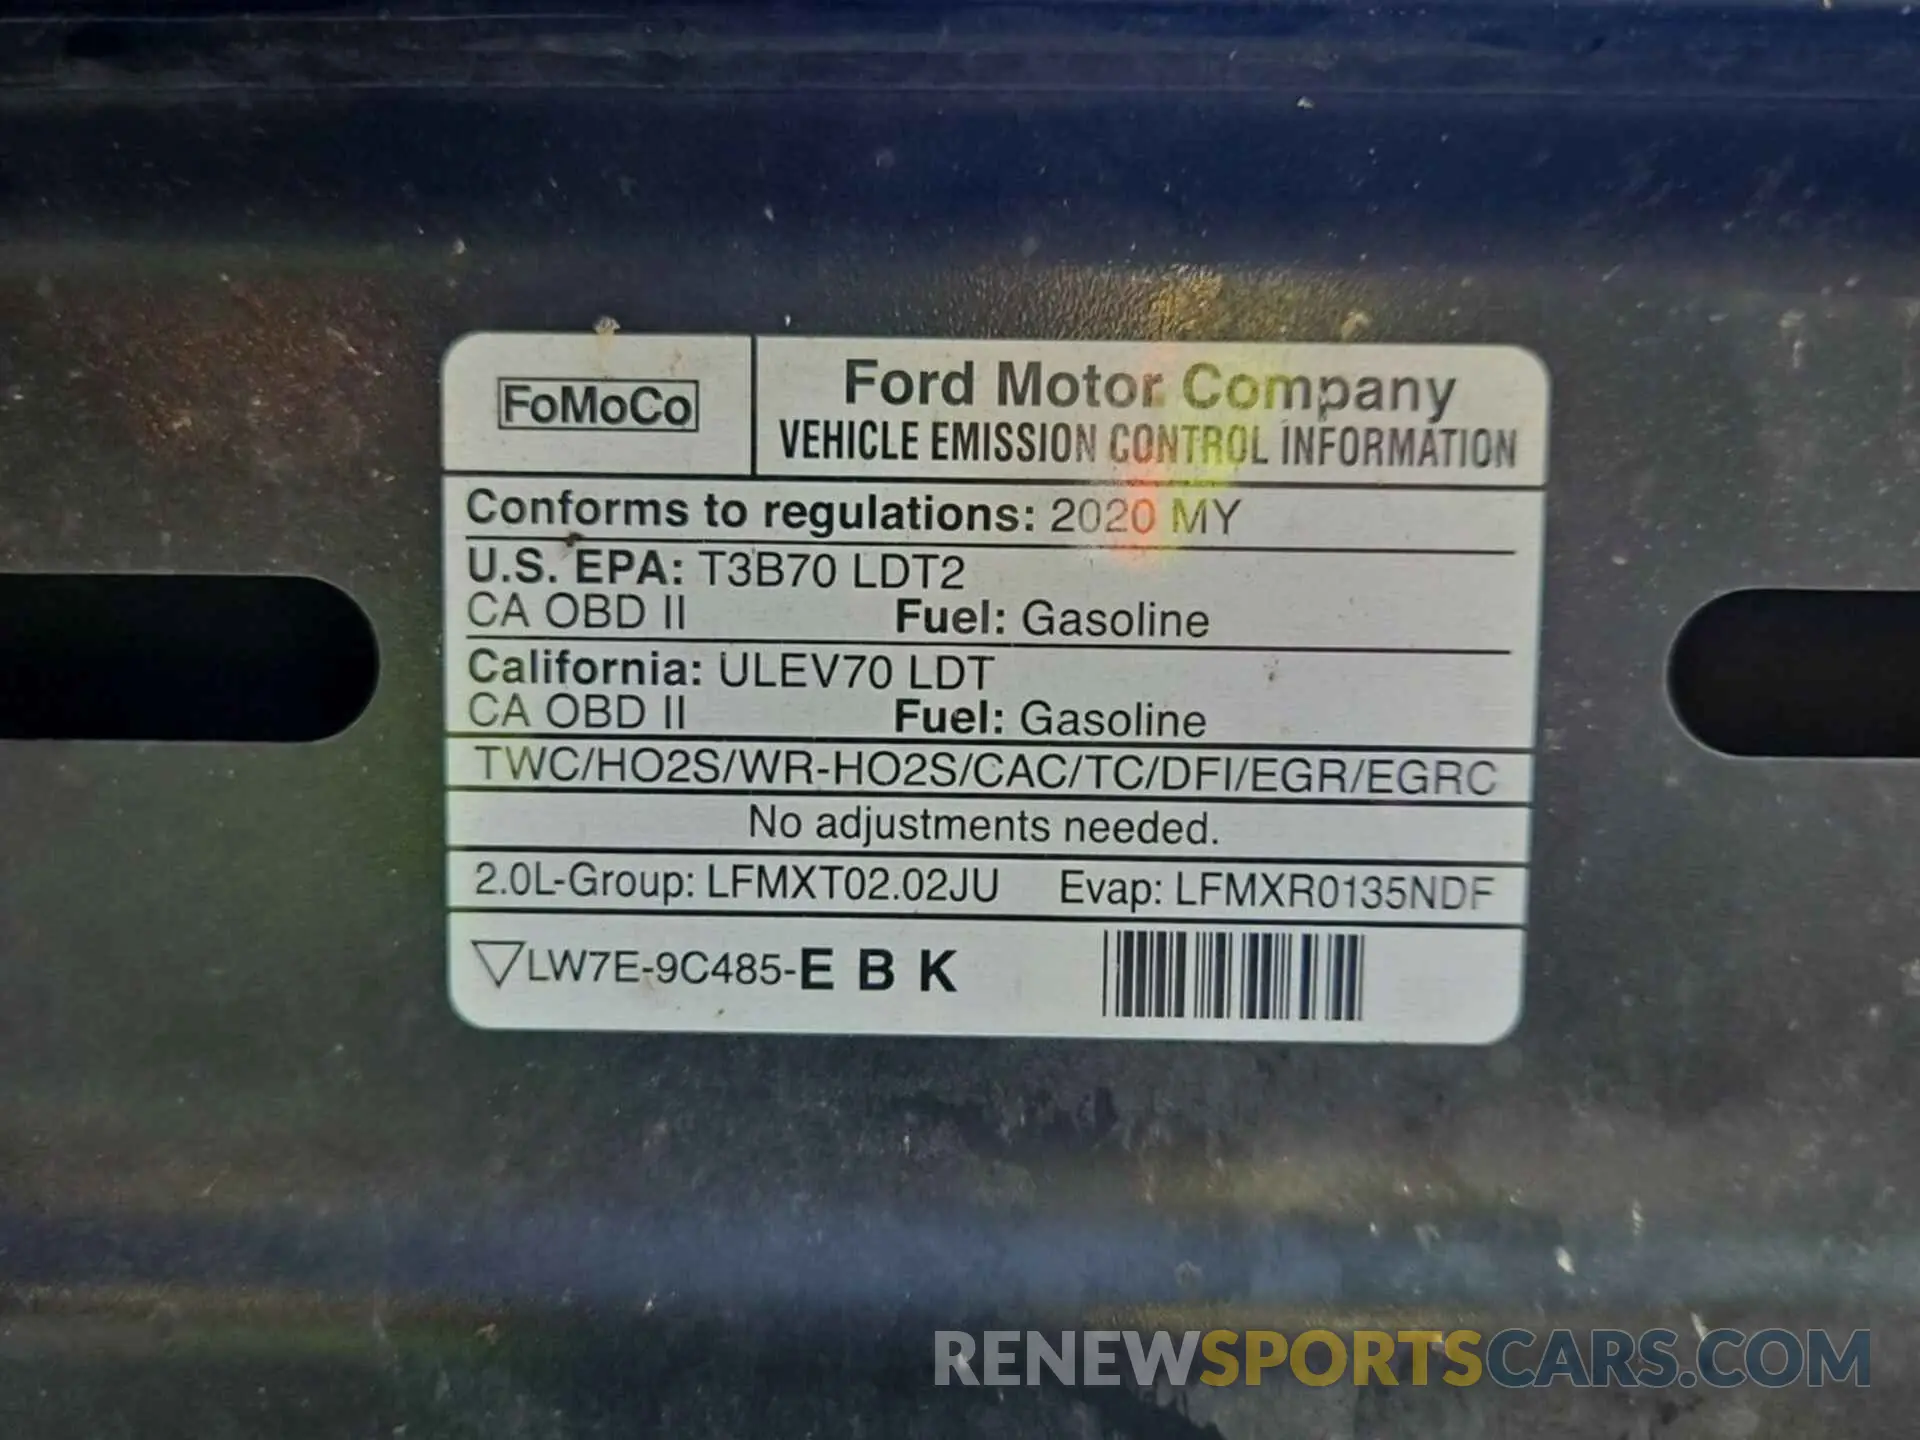 FoMoCo
Ford Motor Company
VEHICLE EMISSION CONTROL INFORMATION
Conforms to regulations: 2020 MY
U.S. EPA: T3B70 LDT2
CA OBD II Fuel: Gasoline
California: ULEV70 LDT
CA OBD II Fuel: Gasoline
TWC/HO2S/WR-HO2S/CAC/TC/DFI/EGR/EGRC
No adjustments needed.
2.0L-Group: LFMXT02.02JU Evap: LFMXR0135NDF
▽LW7E-9C485-E B K
RENEWSPORTSCARS.COM